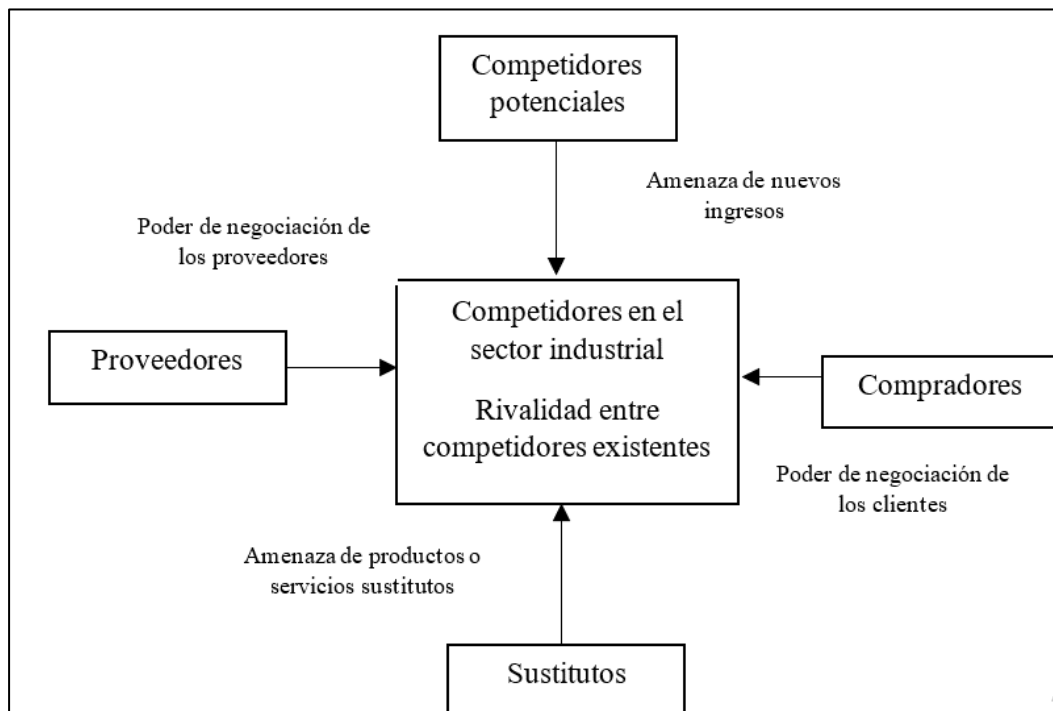 Competidores
potenciales
Amenaza de nuevos
ingresos
Poder de negociación de
los proveedores
Competidores en el
sector industrial
Rivalidad entre
competidores existentes
Proveedores
Compradores
Poder de negociación de
los clientes
Amenaza de productos o
servicios sustitutos
Sustitutos